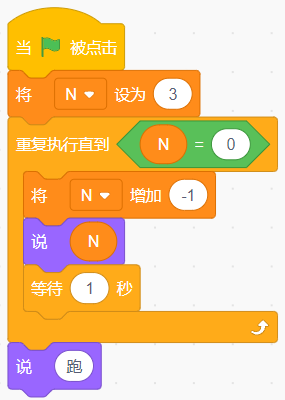 当 被点击
将 N 设为 3
重复执行直到 N = 0
将 N 增加 -1
说 N
等待 1 秒
说 跑